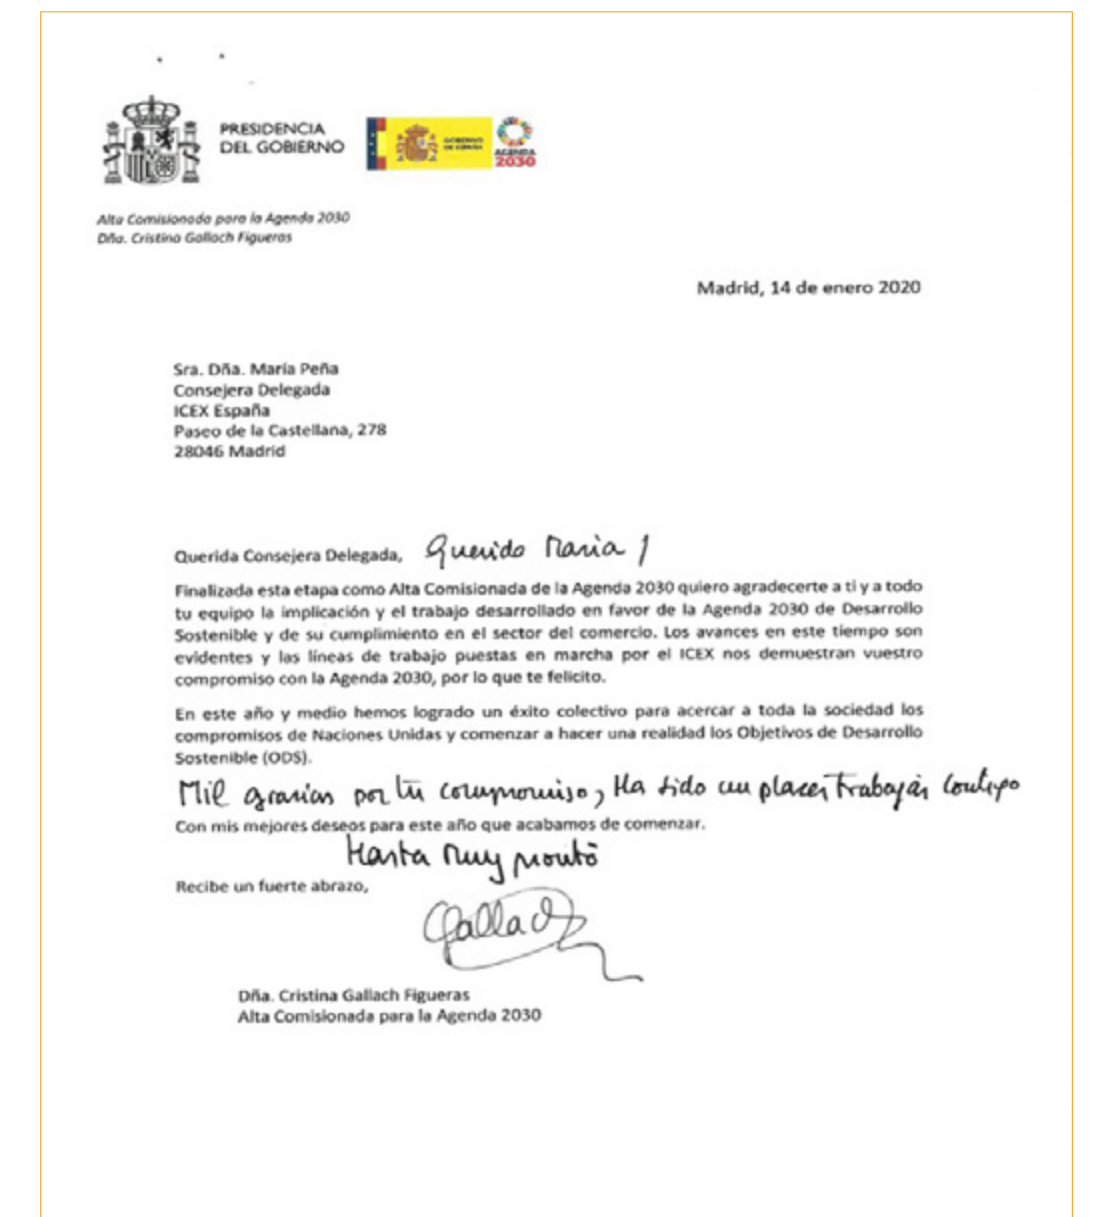 PRESIDENCIA
DEL GOBIERNO
GOBIERNO
DE ESPAÑA
AGENDA
2030
Alta Comisionada para la Agenda 2030
Dña. Cristina Gallach Figueras
Madrid, 14 de enero 2020
Sra. Dña. María Peña
Consejera Delegada
ICEX España
Paseo de la Castellana, 278
28046 Madrid
Querida Consejera Delegada, Querida Maria /
Finalizada esta etapa como Alta Comisionada de la Agenda 2030 quiero agradecerte a ti y a todo
tu equipo la implicación y el trabajo desarrollado en favor de la Agenda 2030 de Desarrollo
Sostenible y de su cumplimiento en el sector del comercio. Los avances en este tiempo son
evidentes y las líneas de trabajo puestas en marcha por el ICEX nos demuestran vuestro
compromiso con la Agenda 2030, por lo que te felicito.
En este año y medio hemos logrado un éxito colectivo para acercar a toda la sociedad los
compromisos de Naciones Unidas y comenzar a hacer una realidad los Objetivos de Desarrollo
Sostenible (ODS).
Mil gracias por tu compromiso, Ha sido un placer trabajar contigo
Con mis mejores deseos para este año que acabamos de comenzar.
Hasta muy pronto
Recibe un fuerte abrazo,
Gallach
Dña. Cristina Gallach Figueras
Alta Comisionada para la Agenda 2030